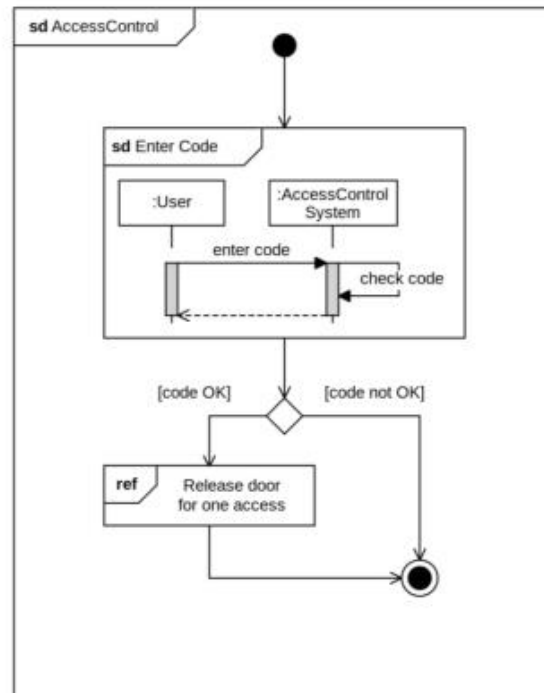 sd AccessControl
sd Enter Code
:User
:AccessControl
System
enter code
check code
[code OK]
[code not OK]
ref
Release door
for one access